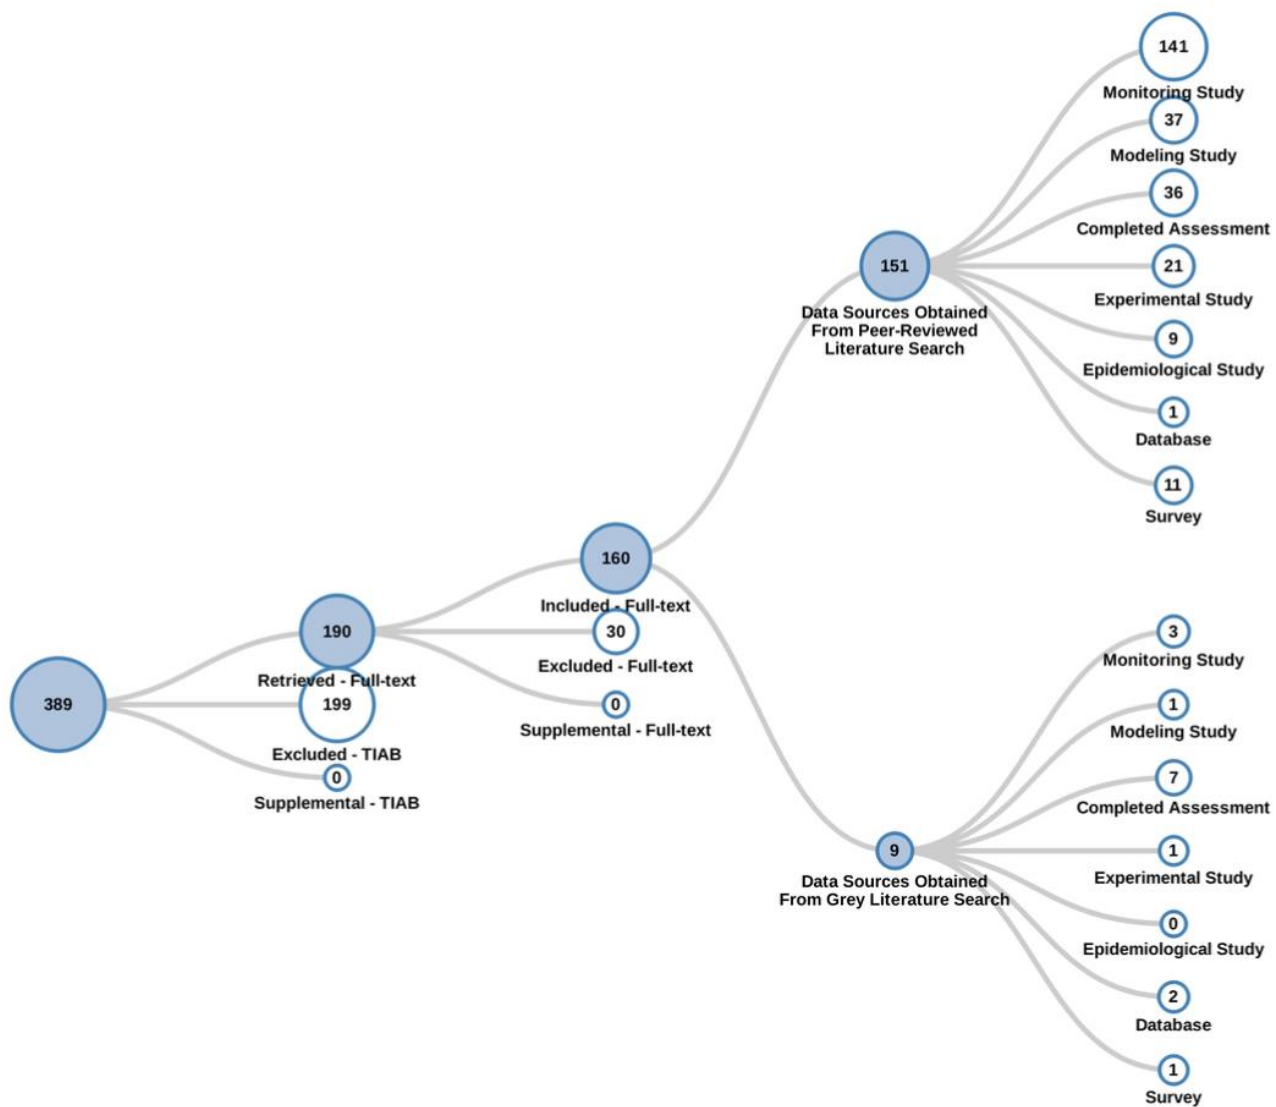 389
190
Retrieved - Full-text
199
Excluded - TIAB
0
Supplemental - TIAB
160
Included - Full-text
30
Excluded - Full-text
0
Supplemental - Full-text
151
Data Sources Obtained
From Peer-Reviewed
Literature Search
141
Monitoring Study
37
Modeling Study
36
Completed Assessment
21
Experimental Study
9
Epidemiological Study
1
Database
11
Survey
9
Data Sources Obtained
From Grey Literature Search
3
Monitoring Study
1
Modeling Study
7
Completed Assessment
1
Experimental Study
0
Epidemiological Study
2
Database
1
Survey